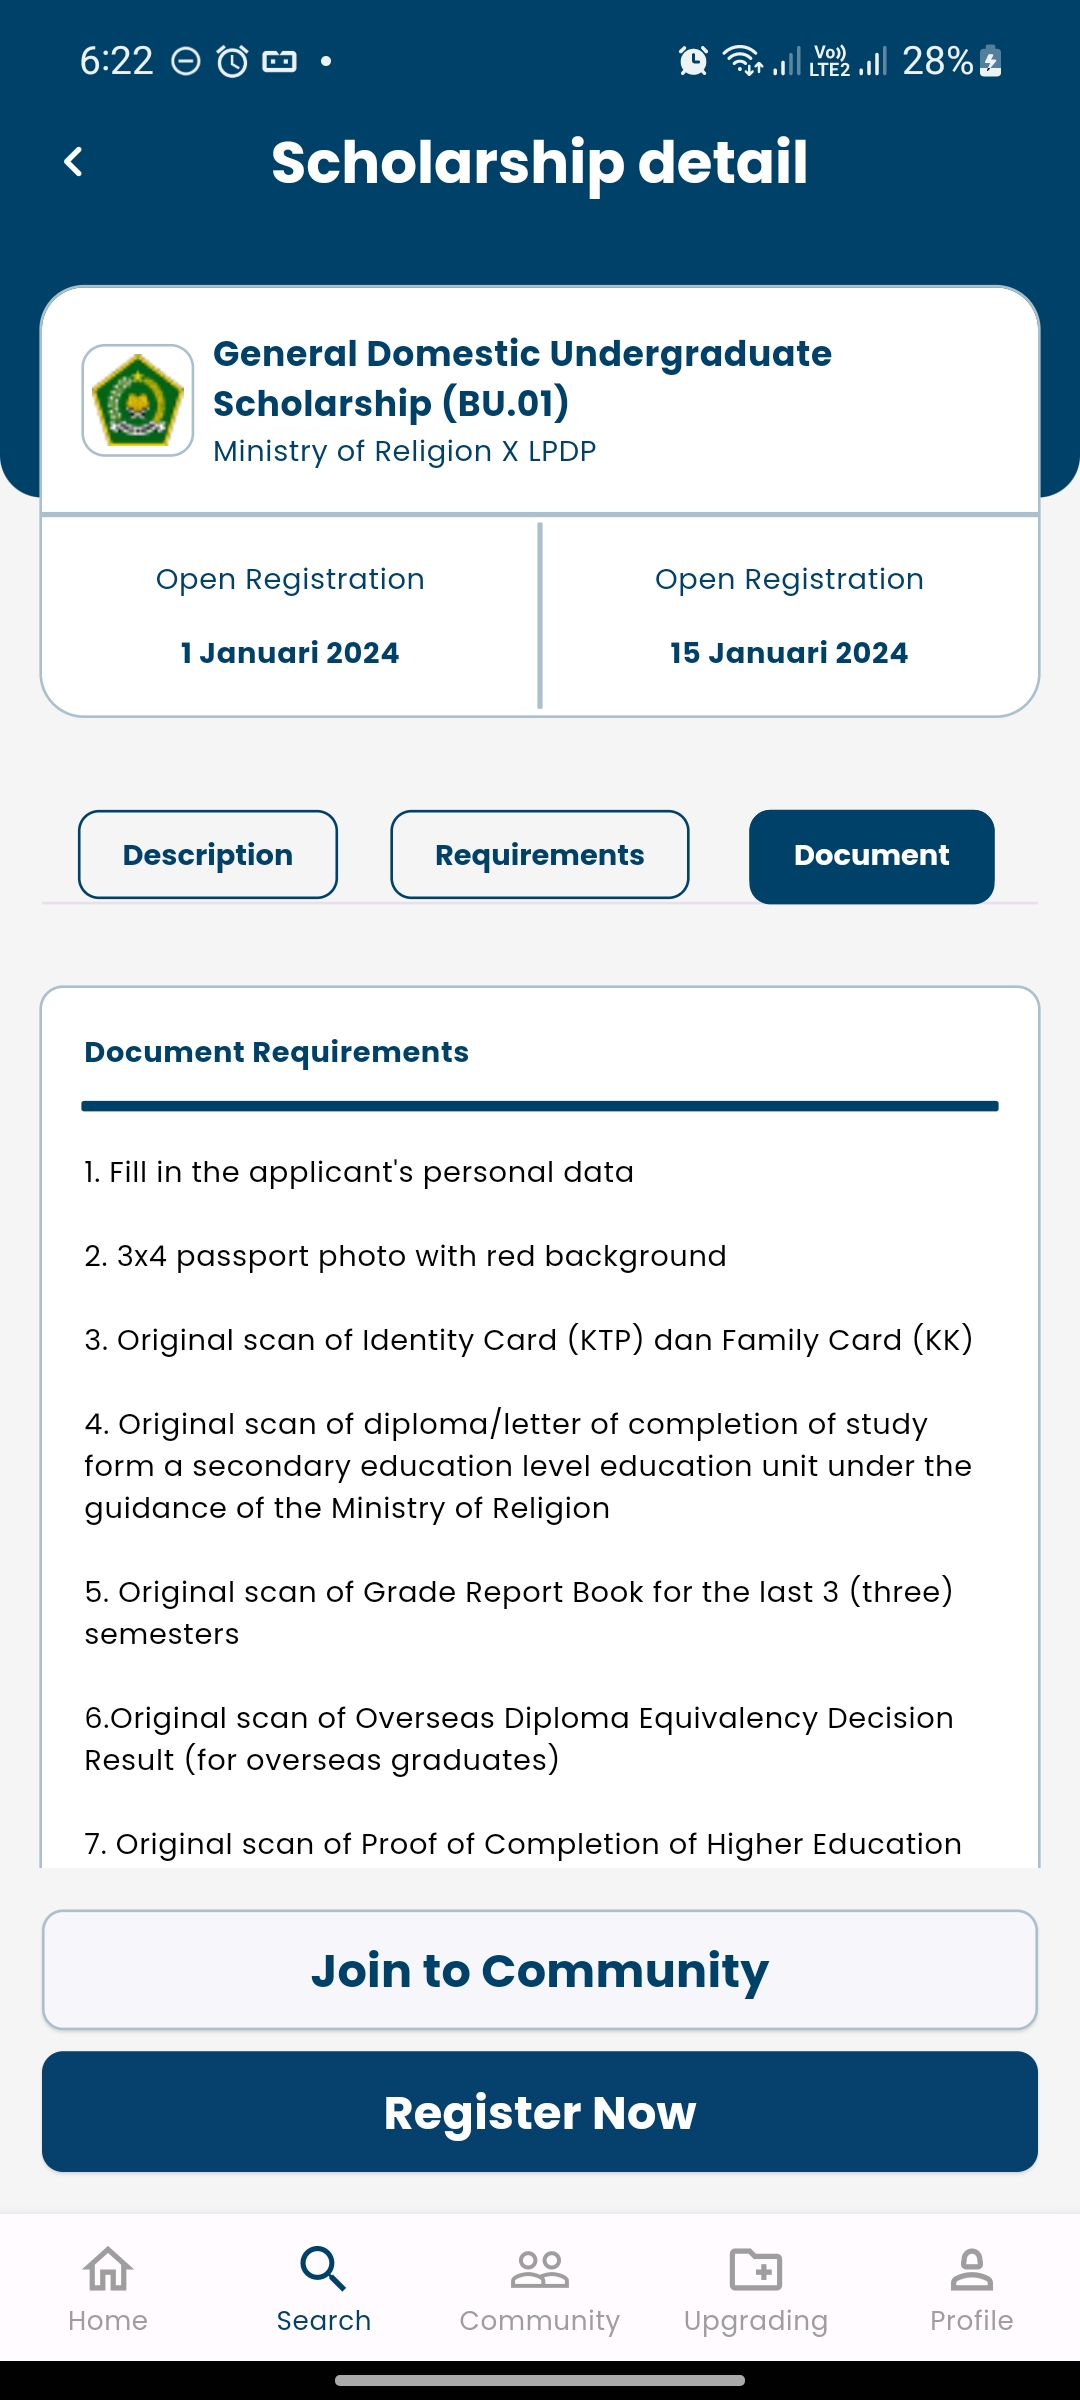 6:22
Vo))
LTE2
28%
Scholarship detail
General Domestic Undergraduate
Scholarship (BU.01)
Ministry of Religion X LPDP
Open Registration
1 Januari 2024
Open Registration
15 Januari 2024
Description
Requirements
Document
Document Requirements
1. Fill in the applicant's personal data
2. 3x4 passport photo with red background
3. Original scan of Identity Card (KTP) dan Family Card (KK)
4. Original scan of diploma/letter of completion of study
form a secondary education level education unit under the
guidance of the Ministry of Religion
5. Original scan of Grade Report Book for the last 3 (three)
semesters
6.Original scan of Overseas Diploma Equivalency Decision
Result (for overseas graduates)
7. Original scan of Proof of Completion of Higher Education
Join to Community
Register Now
Home
Search
Community
Upgrading
Profile